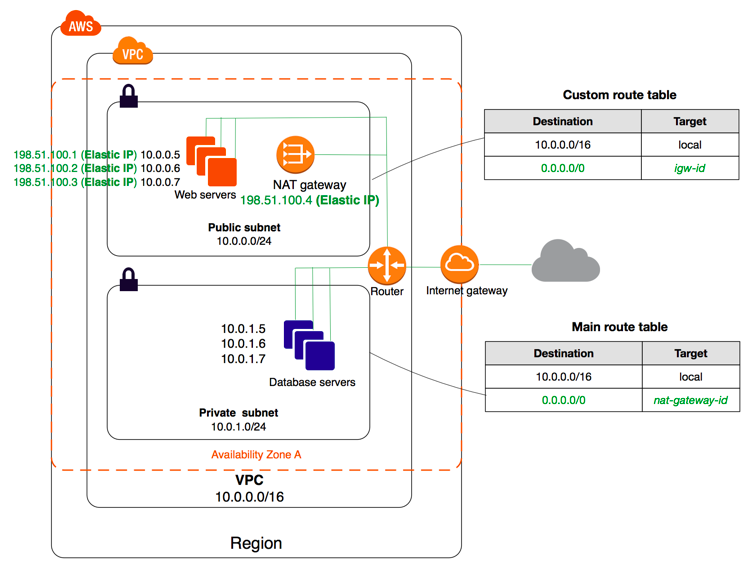 AWS
VPC
Custom route table
Destination Target
10.0.0.0/16 local
0.0.0.0/0 igw-id
198.51.100.1 (Elastic IP) 10.0.0.5
198.51.100.2 (Elastic IP) 10.0.0.6
198.51.100.3 (Elastic IP) 10.0.0.7
Web servers
NAT gateway
198.51.100.4 (Elastic IP)
Public subnet
10.0.0.0/24
Router
Internet gateway
10.0.1.5
10.0.1.6
10.0.1.7
Database servers
Main route table
Destination Target
10.0.0.0/16 local
0.0.0.0/0 nat-gateway-id
Private subnet
10.0.1.0/24
Availability Zone A
VPC
10.0.0.0/16
Region